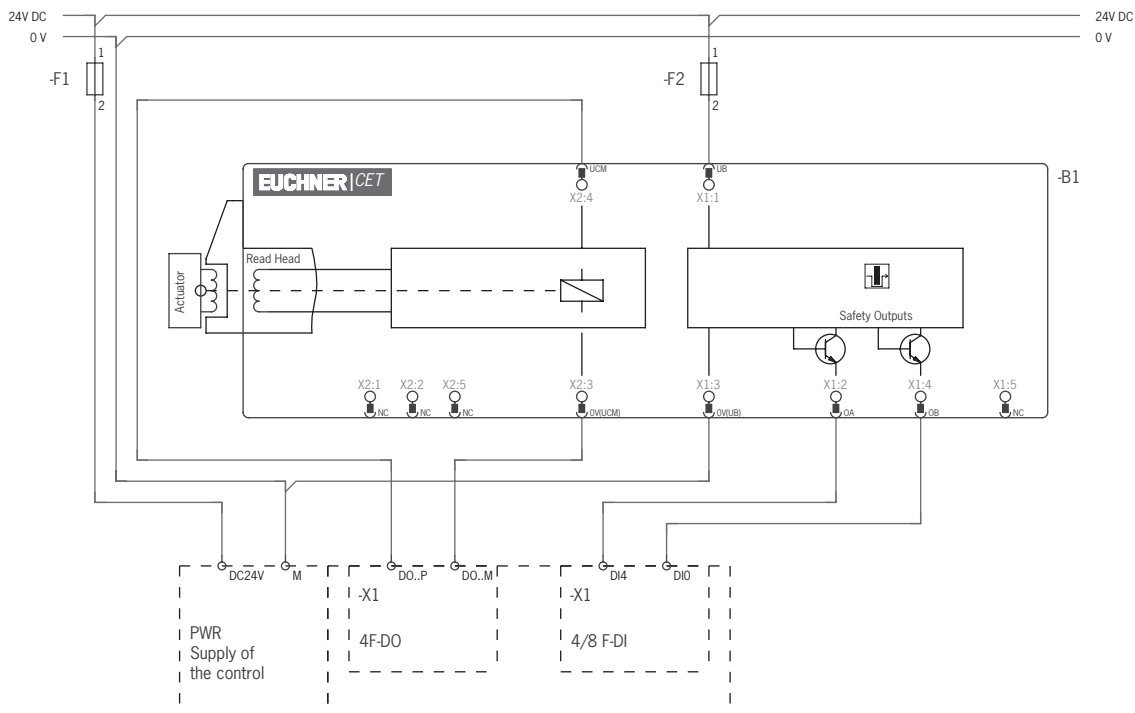 24V DC
24V DC
0 V
0 V
1
1
-F1
-F2
2
2
UCM
UB
EUCHNER CET
-B1
X2:4
X1:1
Read Head
Actuator
Safety Outputs
X2:1
X2:2
X2:5
X2:3
X1:3
X1:2
X1:4
X1:5
NC
NC
NC
0V(UCM)
0V(UB)
OA
OB
NC
DC24V
M
DO..P
DO..M
DI4
DI0
-X1
-X1
PWR
Supply of
the control
4F-DO
4/8 F-DI